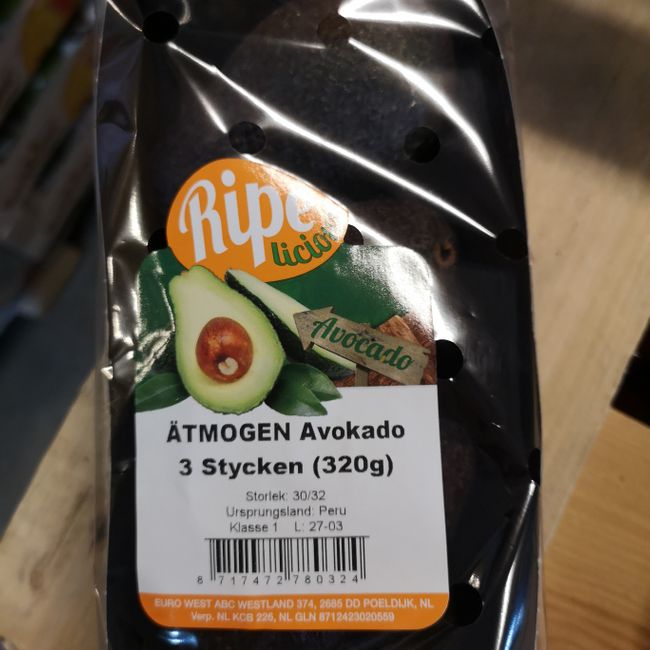 Ripe
licious
Avocado
ÄTMOGEN Avokado
3 Stycken (320g)
Storlek: 30/32
Ursprungsland: Peru
Klasse 1 L: 27-03
8 717472 780324
EURO WEST ABC WESTLAND 374, 2685 DD POELDIJK, NL
Verp. NL KCB 226, NL GLN 8712423020559